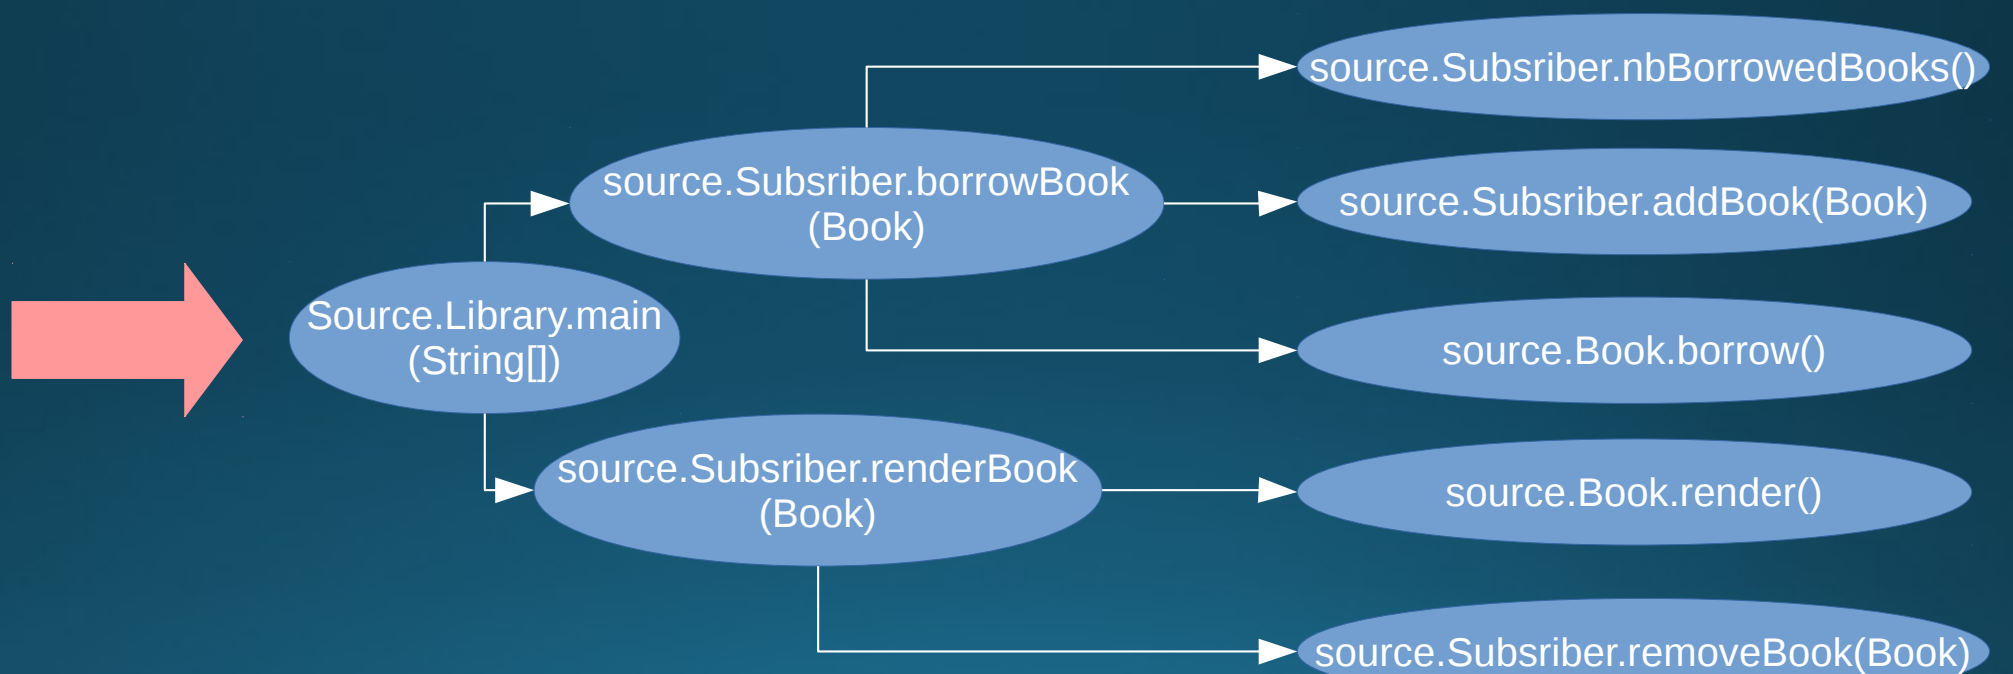 source.Subsriber.nbBorrowedBooks()
source.Subsriber.borrowBook
(Book)
source.Subsriber.addBook(Book)
Source.Library.main
(String[])
source.Book.borrow()
source.Subsriber.renderBook
(Book)
source.Book.render()
source.Subsriber.removeBook(Book)